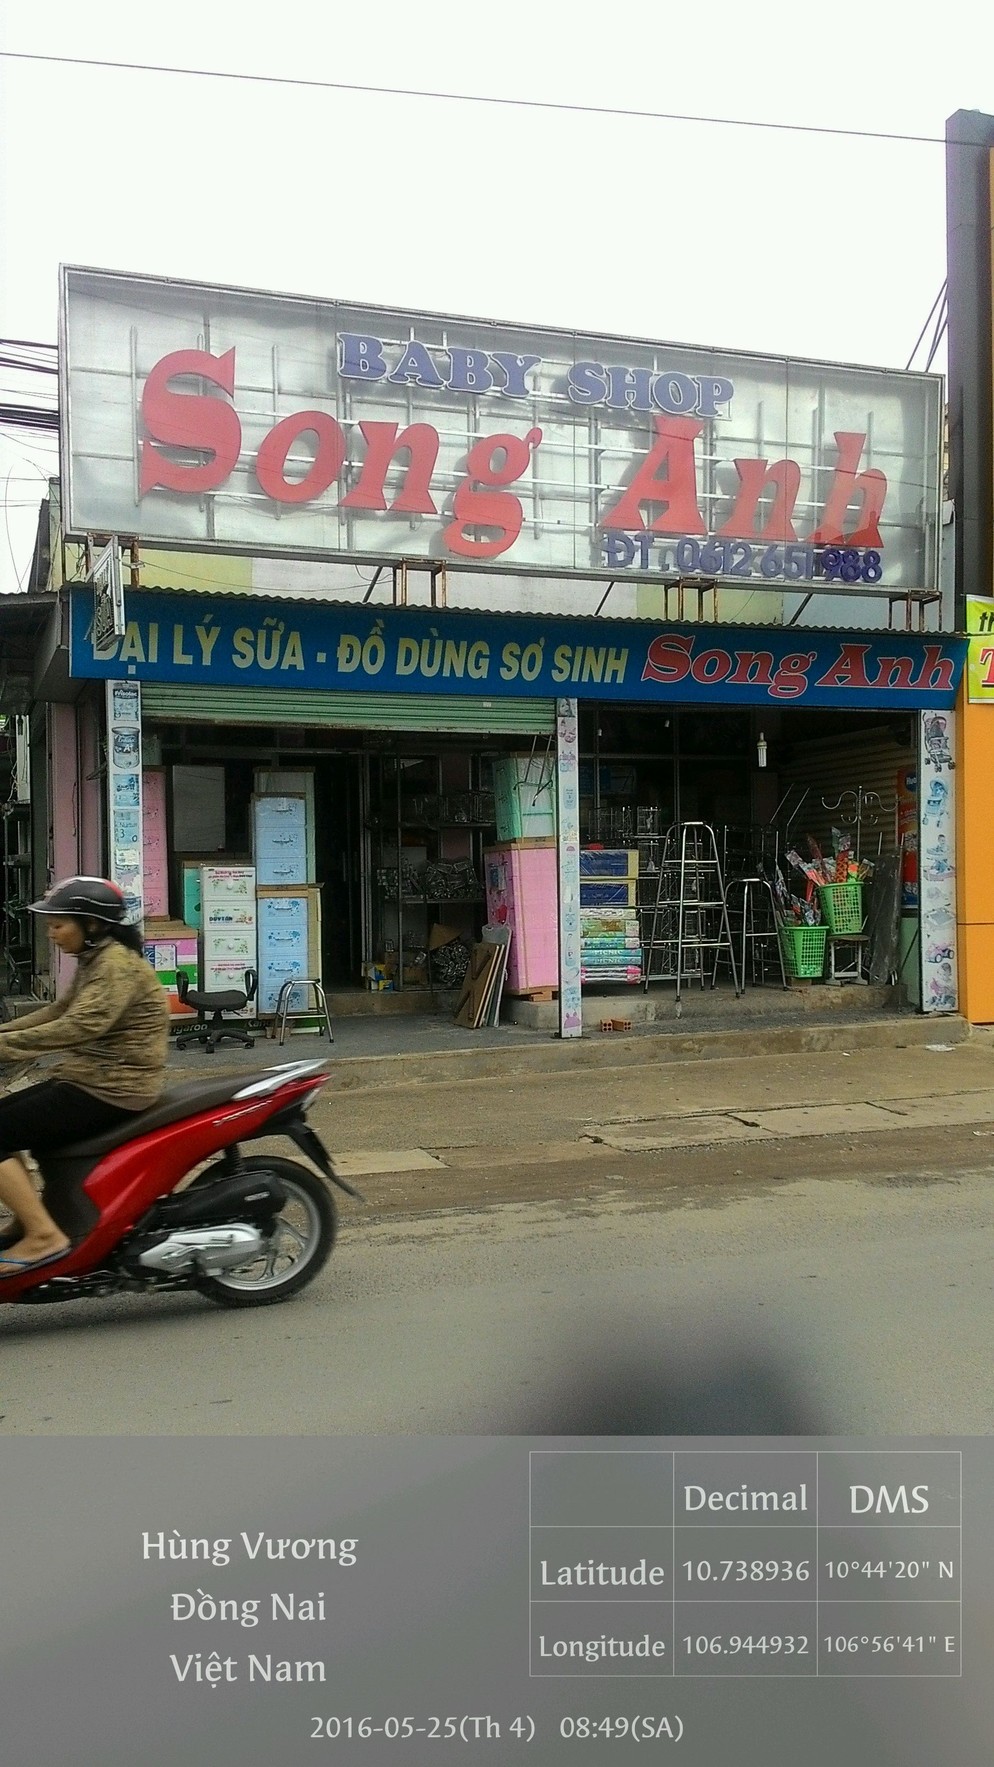 BABY SHOP
Song Anh
ĐT. 0612 651 988
ĐẠI LÝ SỮA - ĐỒ DÙNG SƠ SINH Song Anh
DUYTAN
PICNIC
Hùng Vương
Đồng Nai
Việt Nam
Decimal DMS
Latitude 10.738936 10°44'20" N
Longitude 106.944932 106°56'41" E
2016-05-25(Th 4) 08:49(SA)